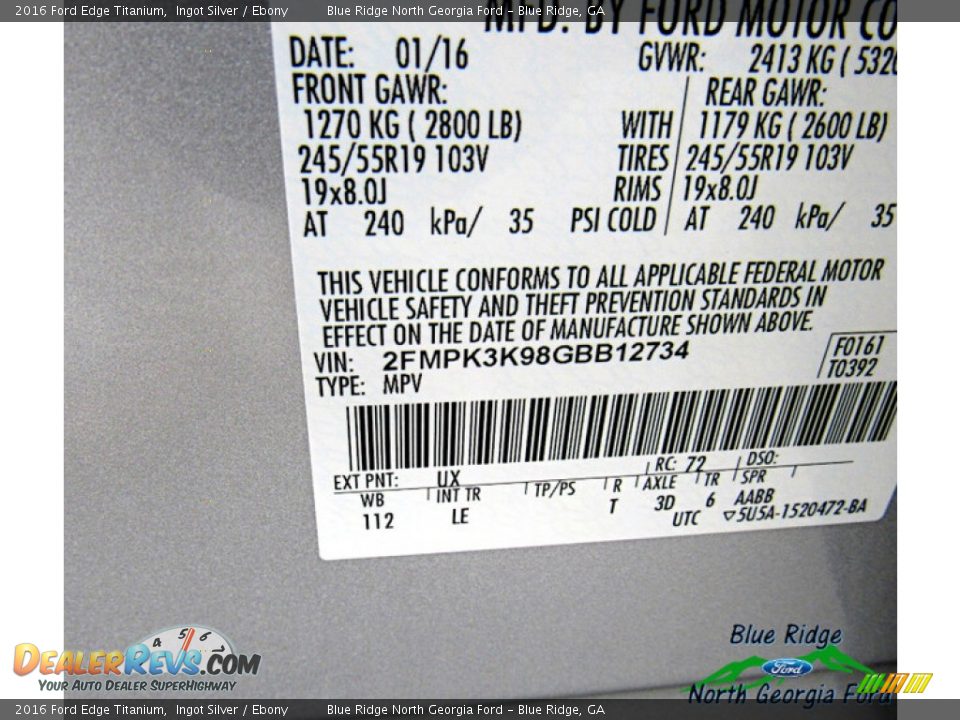 2016 Ford Edge Titanium, Ingot Silver / Ebony Blue Ridge North Georgia Ford - Blue Ridge, GA
MFD. BY FORD MOTOR CO
DATE: 01/16 GVWR: 2413 KG ( 5320
FRONT GAWR: REAR GAWR:
1270 KG ( 2800 LB) WITH 1179 KG ( 2600 LB)
245/55R19 103V TIRES 245/55R19 103V
19x8.0J RIMS 19x8.0J
AT 240 kPa/ 35 PSI COLD AT 240 kPa/ 35
THIS VEHICLE CONFORMS TO ALL APPLICABLE FEDERAL MOTOR
VEHICLE SAFETY AND THEFT PREVENTION STANDARDS IN
EFFECT ON THE DATE OF MANUFACTURE SHOWN ABOVE.
VIN: 2FMPK3K98GBB12734 F0161
TYPE: MPV T0392
EXT PNT: UX RC: 72 DSO:
WB INT TR TP/PS R AXLE TR SPR
112 LE T 3D 6 AABB
UTC ▽5U5A-1520472-BA
4 5 6 7
DEALERREVS.COM
YOUR AUTO DEALER SUPERHIGHWAY
Blue Ridge
Ford
North Georgia Ford
2016 Ford Edge Titanium, Ingot Silver / Ebony Blue Ridge North Georgia Ford - Blue Ridge, GA